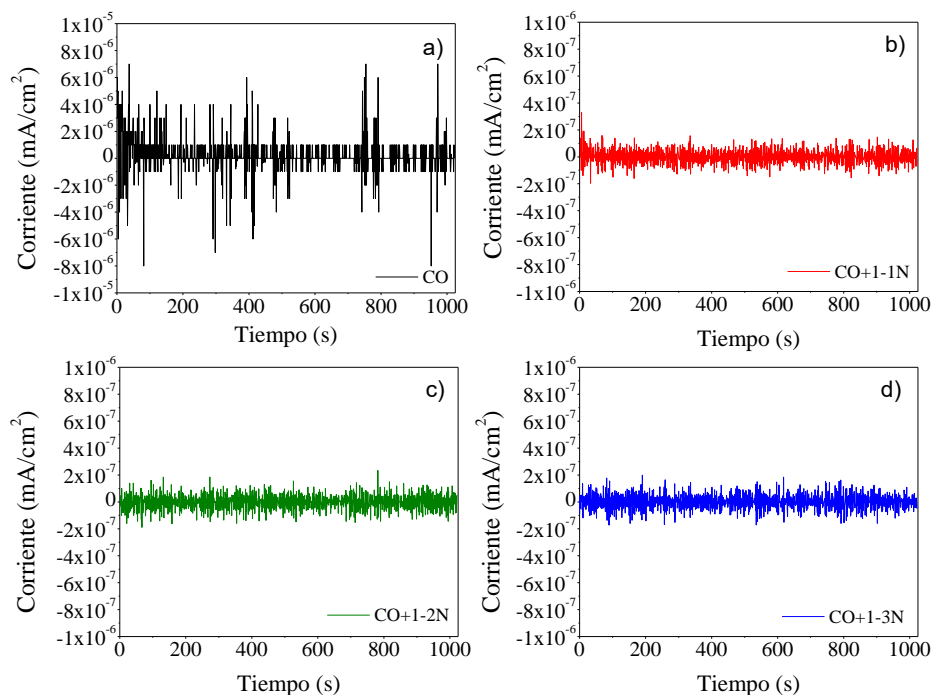 a)
Corriente (mA/cm²)
1x10⁻⁵
8x10⁻⁶
6x10⁻⁶
4x10⁻⁶
2x10⁻⁶
0
-2x10⁻⁶
-4x10⁻⁶
-6x10⁻⁶
-8x10⁻⁶
-1x10⁻⁵
CO
0 200 400 600 800 1000
Tiempo (s)
b)
Corriente (mA/cm²)
1x10⁻⁶
8x10⁻⁷
6x10⁻⁷
4x10⁻⁷
2x10⁻⁷
0
-2x10⁻⁷
-4x10⁻⁷
-6x10⁻⁷
-8x10⁻⁷
-1x10⁻⁶
CO+1-1N
0 200 400 600 800 1000
Tiempo (s)
c)
Corriente (mA/cm²)
1x10⁻⁶
8x10⁻⁷
6x10⁻⁷
4x10⁻⁷
2x10⁻⁷
0
-2x10⁻⁷
-4x10⁻⁷
-6x10⁻⁷
-8x10⁻⁷
-1x10⁻⁶
CO+1-2N
0 200 400 600 800 1000
Tiempo (s)
d)
Corriente (mA/cm²)
1x10⁻⁶
8x10⁻⁷
6x10⁻⁷
4x10⁻⁷
2x10⁻⁷
0
-2x10⁻⁷
-4x10⁻⁷
-6x10⁻⁷
-8x10⁻⁷
-1x10⁻⁶
CO+1-3N
0 200 400 600 800 1000
Tiempo (s)